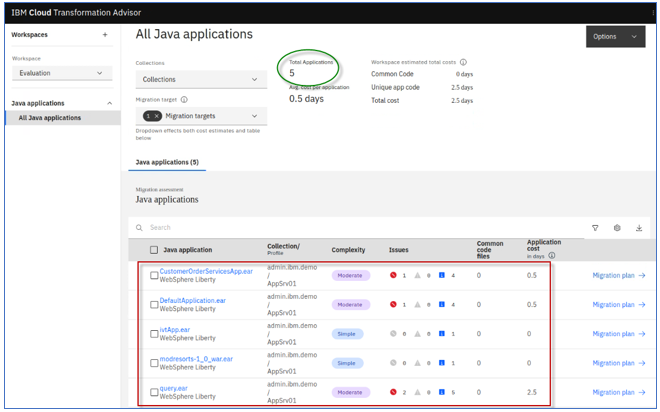 IBM Cloud Transformation Advisor
Workspaces +
Workspace
Evaluation
Java applications
All Java applications
All Java applications
Options
Collections
Collections
Migration target
1 × Migration targets
Dropdown effects both cost estimates and table
below
Total Applications
5
Avg. cost per application
0.5 days
Workspace estimated total costs
Common Code 0 days
Unique app code 2.5 days
Total cost 2.5 days
Java applications (5)
Migration assessment
Java applications
Search
Java application
Collection/
Profile
Complexity
Issues
Common
code
files
Application
cost
in days
CustomerOrderServicesApp.ear
WebSphere Liberty
admin.ibm.demo
/
AppSrv01
Moderate 1 0 4 0 0.5 Migration plan →
DefaultApplication.ear
WebSphere Liberty
admin.ibm.demo
/
AppSrv01
Moderate 1 0 4 0 0.5 Migration plan →
ivtApp.ear
WebSphere Liberty
admin.ibm.demo
/
AppSrv01
Simple 0 0 1 0 0 Migration plan →
modresorts-1_0_war.ear
WebSphere Liberty
admin.ibm.demo
/
AppSrv01
Simple 0 0 1 0 0 Migration plan →
query.ear
WebSphere Liberty
admin.ibm.demo
/
AppSrv01
Moderate 2 0 5 0 2.5 Migration plan →